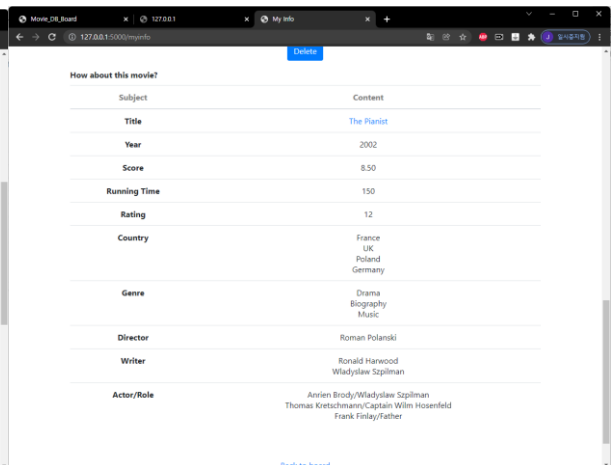 Movie_DB_Board
127.0.0.1
My Info
127.0.0.1:5000/myinfo
Delete
How about this movie?
Subject Content
Title The Pianist
Year 2002
Score 8.50
Running Time 150
Rating 12
Country France
UK
Poland
Germany
Genre Drama
Biography
Music
Director Roman Polanski
Writer Ronald Harwood
Wladyslaw Szpilman
Actor/Role Anrien Brody/Wladyslaw Szpilman
Thomas Kretschmann/Captain Wilm Hosenfeld
Frank Finlay/Father
Back to board